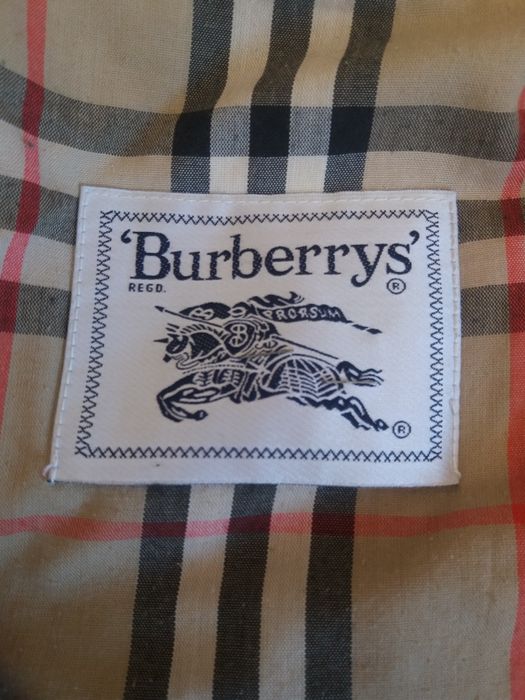 'Burberrys'
REGD. ®
PRORSUM
®